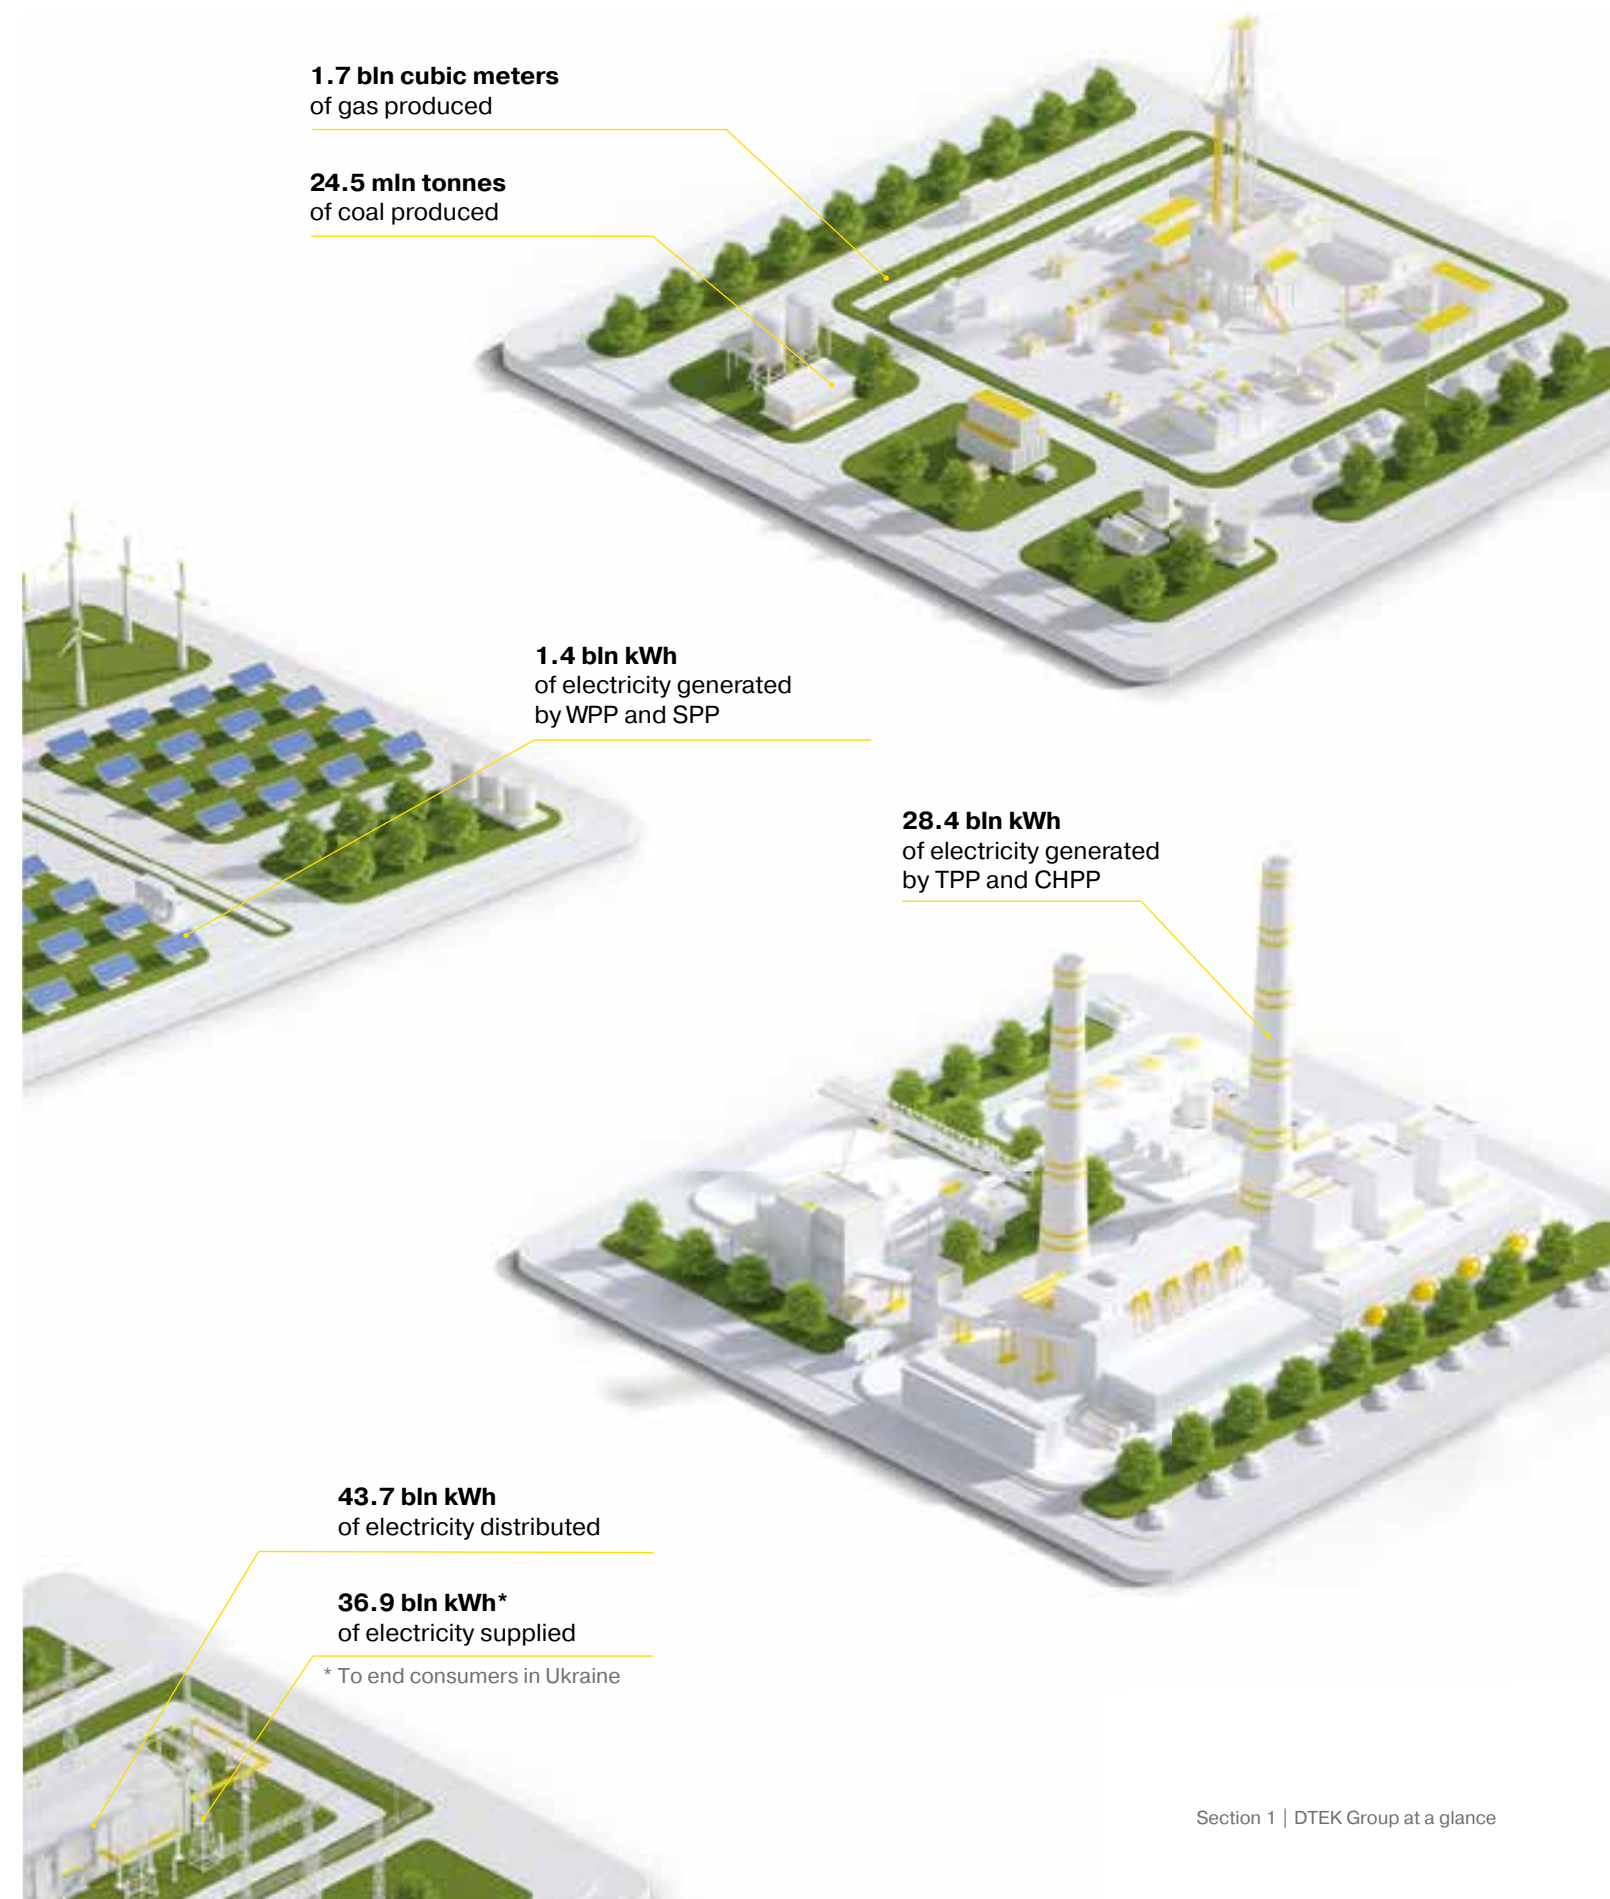 1.7 bln cubic meters
of gas produced
24.5 mln tonnes
of coal produced
1.4 bln kWh
of electricity generated
by WPP and SPP
28.4 bln kWh
of electricity generated
by TPP and CHPP
43.7 bln kWh
of electricity distributed
36.9 bln kWh*
of electricity supplied
* To end consumers in Ukraine
Section 1 | DTEK Group at a glance